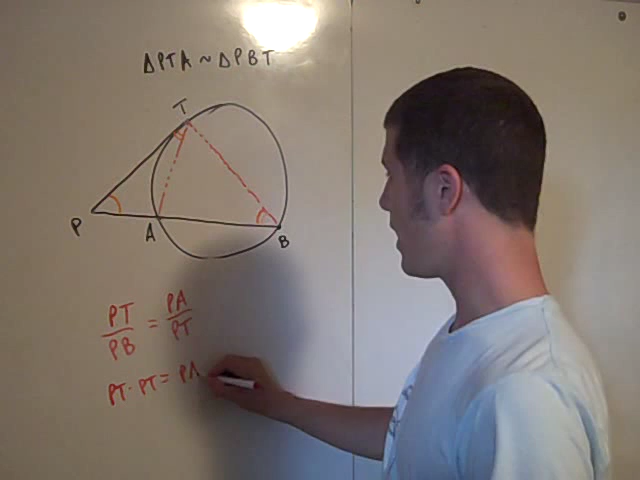 ΔPTA ~ ΔPBT
T
P
A
B
PT/PB = PA/PT
PT · PT = PA